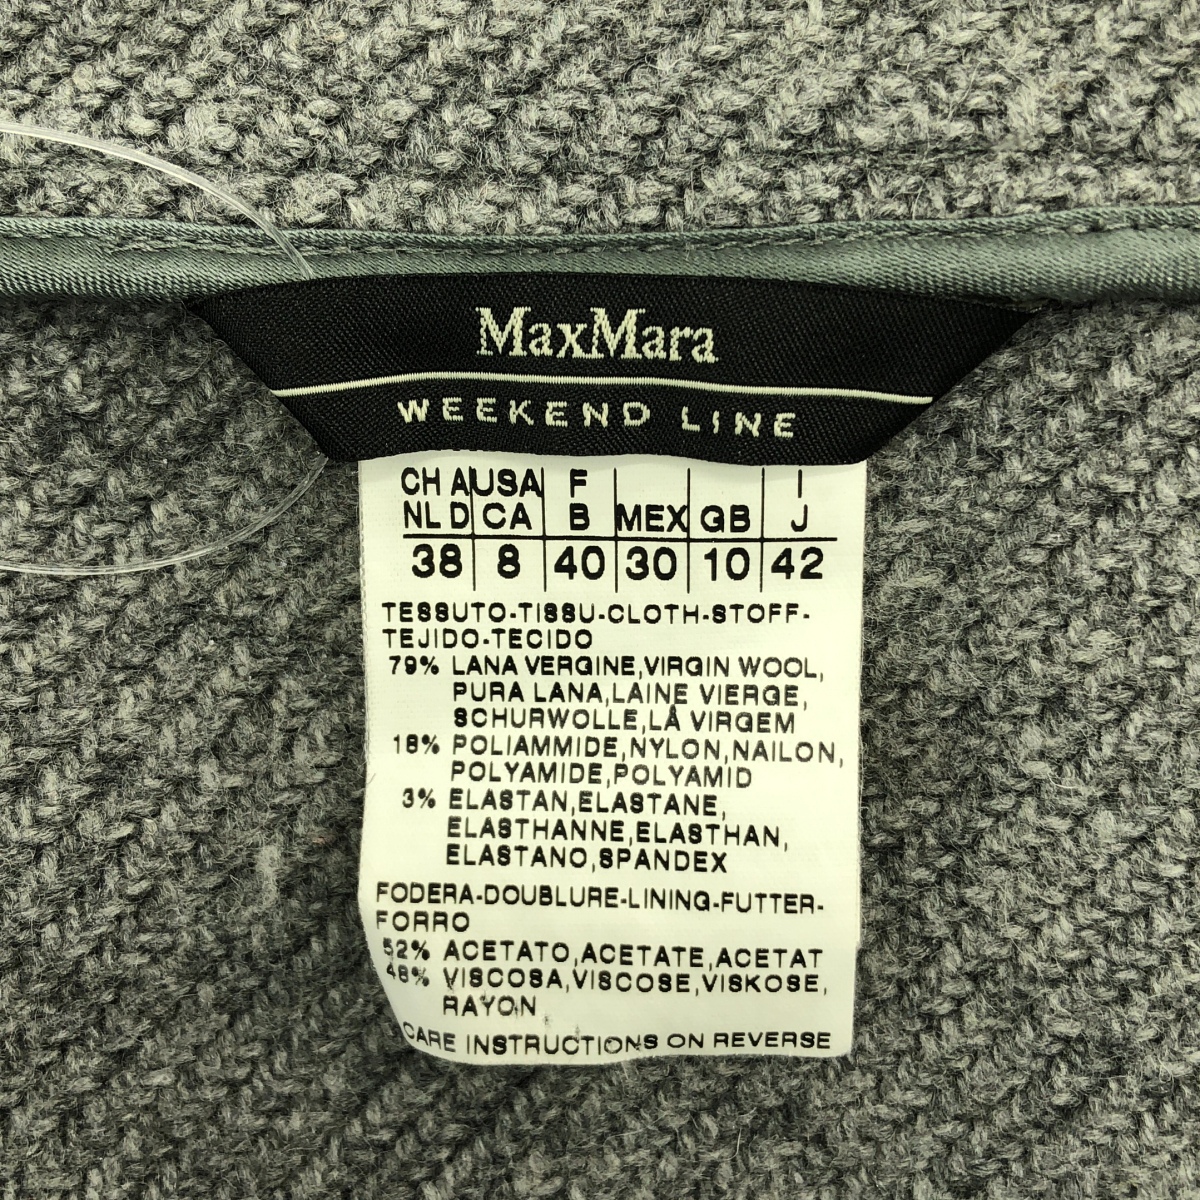 MaxMara
WEEKEND LINE
CH A USA F I
NL D CA B MEX GB J
38 8 40 30 10 42
TESSUTO-TISSU-CLOTH-STOFF-
TEJIDO-TECIDO
79% LANA VERGINE,VIRGIN WOOL,
PURA LANA,LAINE VIERGE,
SCHURWOLLE,LÃ VIRGEM
18% POLIAMMIDE,NYLON,NAILON,
POLYAMIDE,POLYAMID
3% ELASTAN,ELASTANE,
ELASTHANNE,ELASTHAN,
ELASTANO,SPANDEX
FODERA-DOUBLURE-LINING-FUTTER-
FORRO
52% ACETATO,ACETATE,ACETAT
48% VISCOSA,VISCOSE,VISKOSE,
RAYON
CARE INSTRUCTIONS ON REVERSE